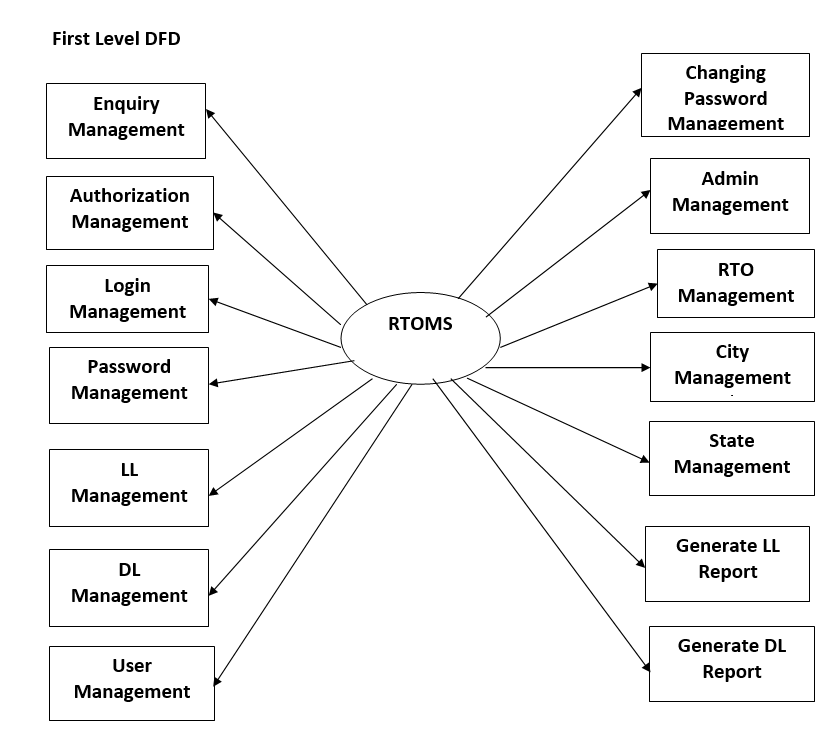 First Level DFD
Enquiry
Management
Authorization
Management
Login
Management
Password
Management
LL
Management
DL
Management
User
Management
RTOMS
Changing
Password
Management
Admin
Management
RTO
Management
City
Management
State
Management
Generate LL
Report
Generate DL
Report